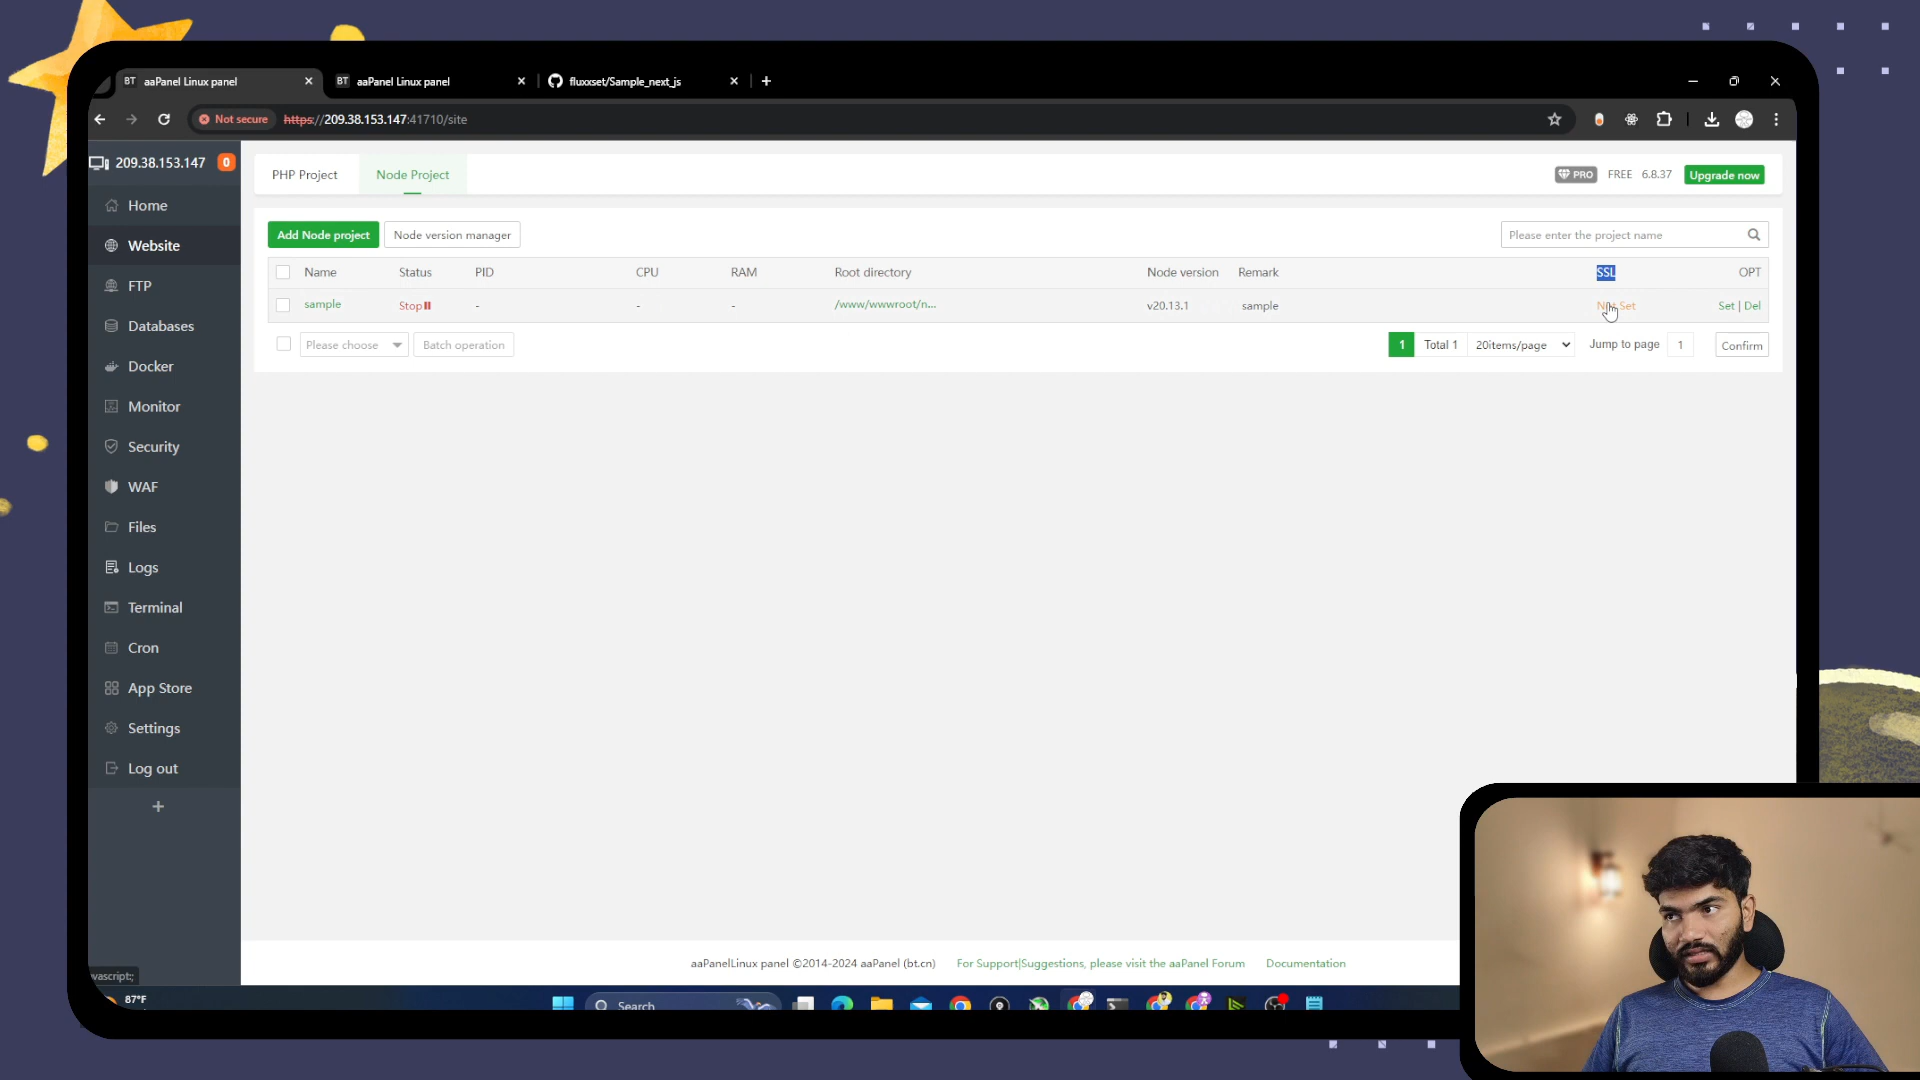 BT aaPanel Linux panel
BT aaPanel Linux panel
fluxxset/Sample_next_js
Not secure https://209.38.153.147:41710/site
209.38.153.147 0
PHP Project
Node Project
PRO FREE 6.8.37 Upgrade now
Home
Website
FTP
Databases
Docker
Monitor
Security
WAF
Files
Logs
Terminal
Cron
App Store
Settings
Log out
Add Node project
Node version manager
Please enter the project name
Name Status PID CPU RAM Root directory Node version Remark SSL OPT
sample Stop - - - /www/wwwroot/n... v20.13.1 sample Not Set Set | Del
Please choose Batch operation 1 Total 1 20items/page Jump to page 1 Confirm
aaPanelLinux panel ©2014-2024 aaPanel (bt.cn) For Support|Suggestions, please visit the aaPanel Forum Documentation
vascript:;
87°F
Search